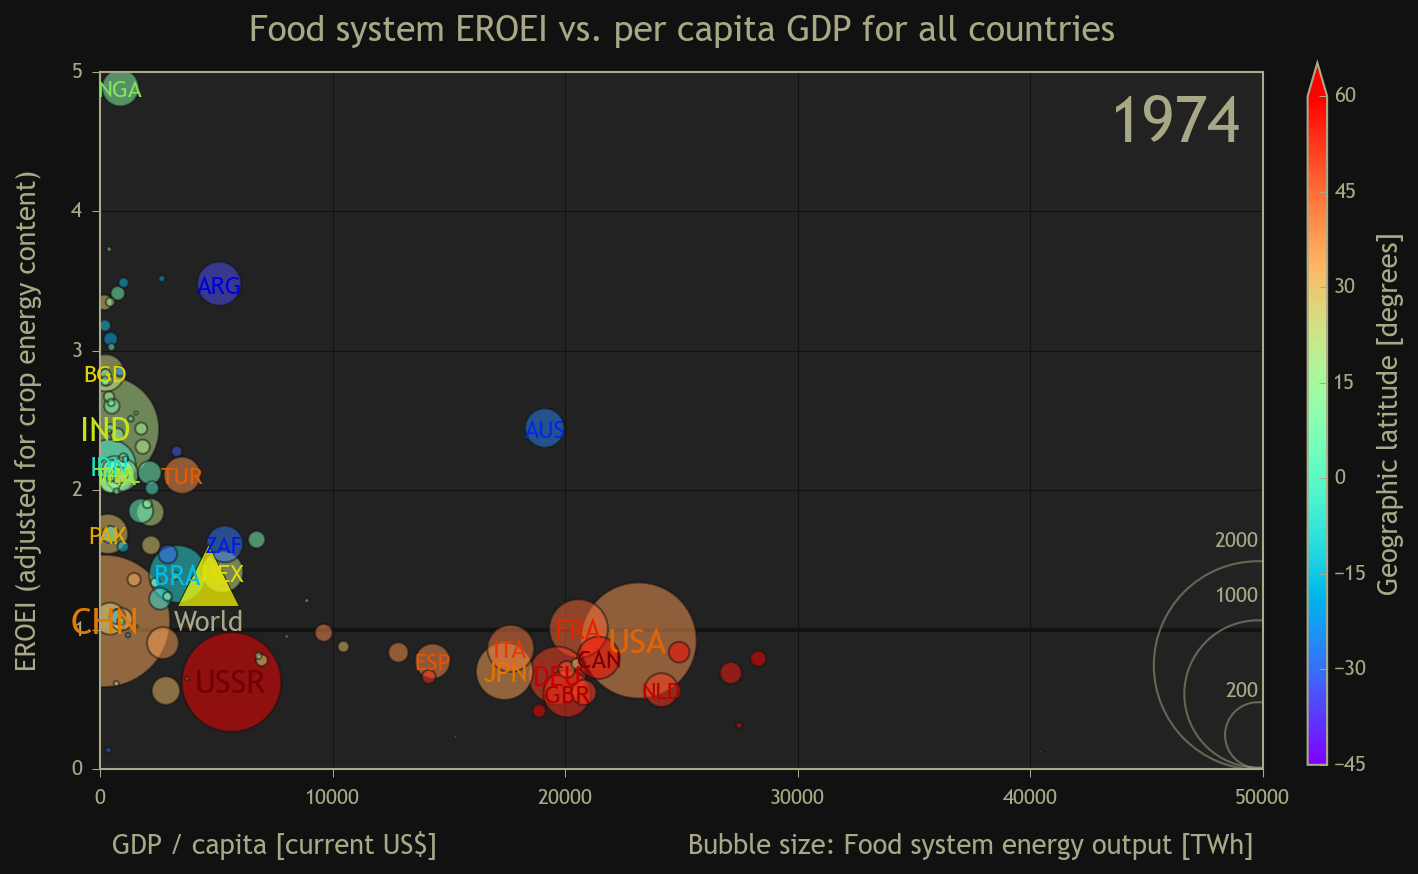 Food system EROEI vs. per capita GDP for all countries
1974
EROEI (adjusted for crop energy content)
5
4
3
2
1
0
NGA
ARG
BGD
IND
AUS
TUR
PAK
ZAF
BRA
World
CHN
FRA
USA
ITA
CAN
ESP
JPN
DEU
USSR
GBR
NLD
2000
1000
200
0
10000
20000
30000
40000
50000
GDP / capita [current US$]
Bubble size: Food system energy output [TWh]
60
45
30
15
0
−15
−30
−45
Geographic latitude [degrees]